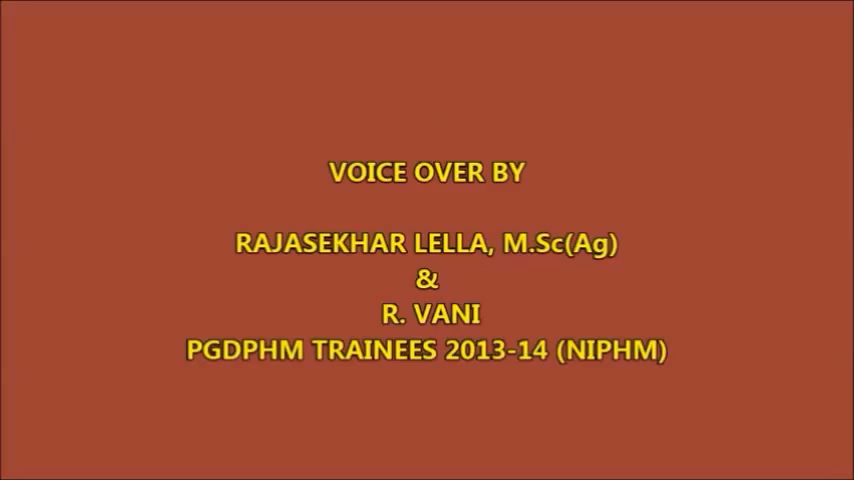 VOICE OVER BY
RAJASEKHAR LELLA, M.Sc(Ag)
&
R. VANI
PGDPHM TRAINEES 2013-14 (NIPHM)